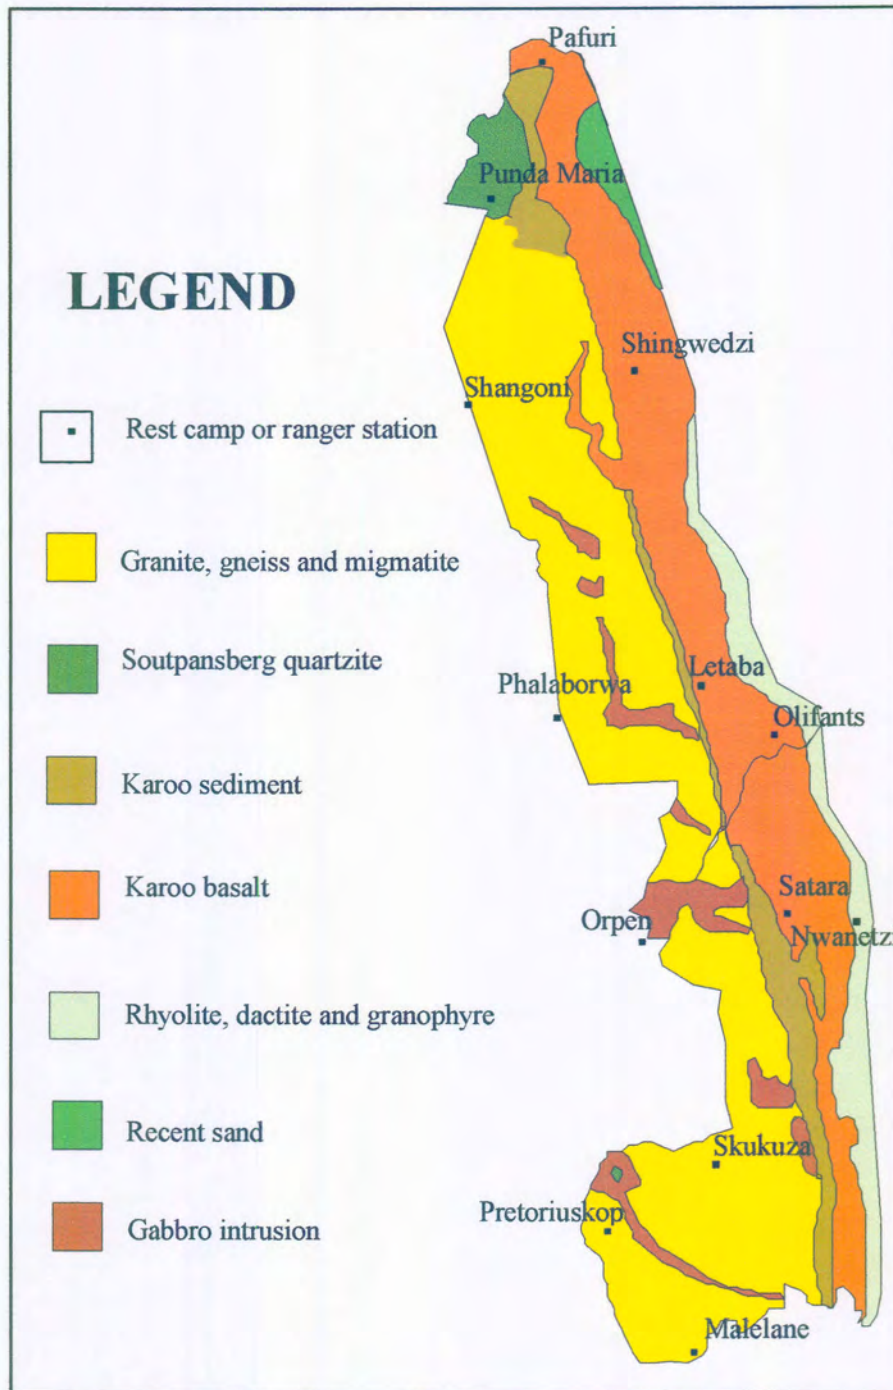 Pafuri
Punda Maria
LEGEND
Shingwedzi
Shangoni
Rest camp or ranger station
Granite, gneiss and migmatite
Soutpansberg quartzite
Letaba
Phalaborwa
Olifants
Karoo sediment
Karoo basalt
Satara
Orpen
Nwanetzi
Rhyolite, dactite and granophyre
Recent sand
Skukuza
Pretoriuskop
Gabbro intrusion
Malelane